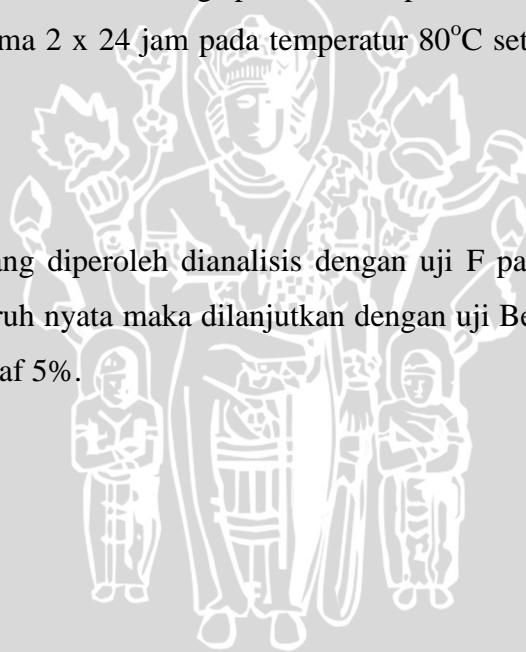 ma 2 x 24 jam pada temperatur 80°C set
ang diperoleh dianalisis dengan uji F pa
ruh nyata maka dilanjutkan dengan uji Be
af 5%.